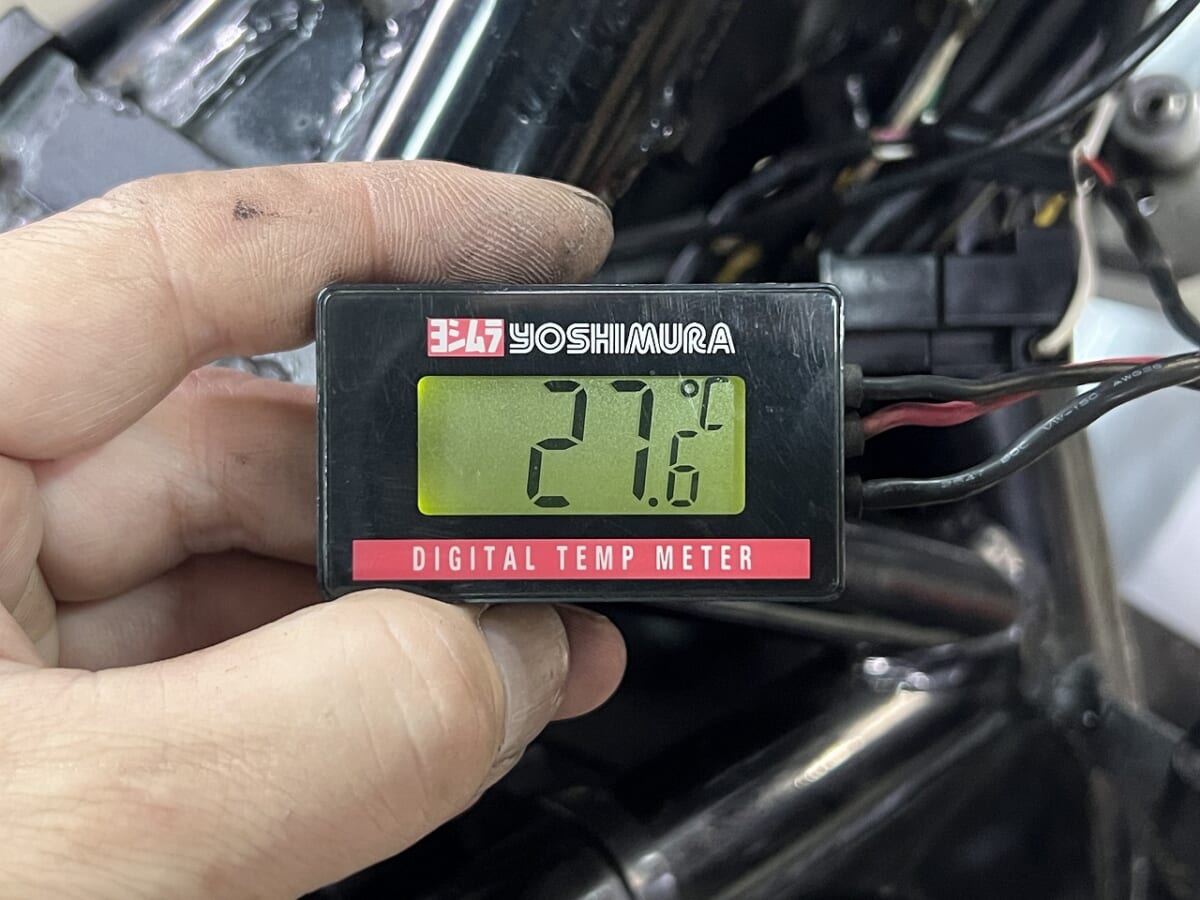 ヨシムラ YOSHIMURA
27.6°C
DIGITAL TEMP METER